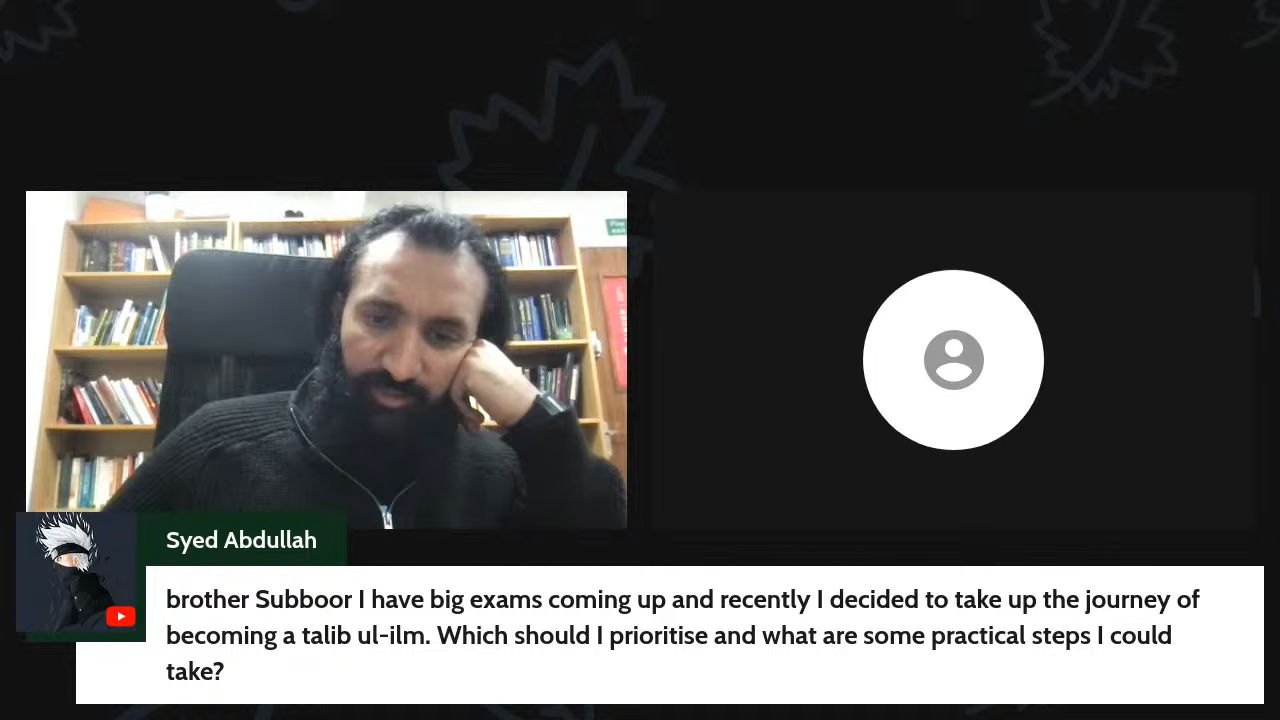 Syed Abdullah
brother Subboor I have big exams coming up and recently I decided to take up the journey of
becoming a talib ul-ilm. Which should I prioritise and what are some practical steps I could
take?